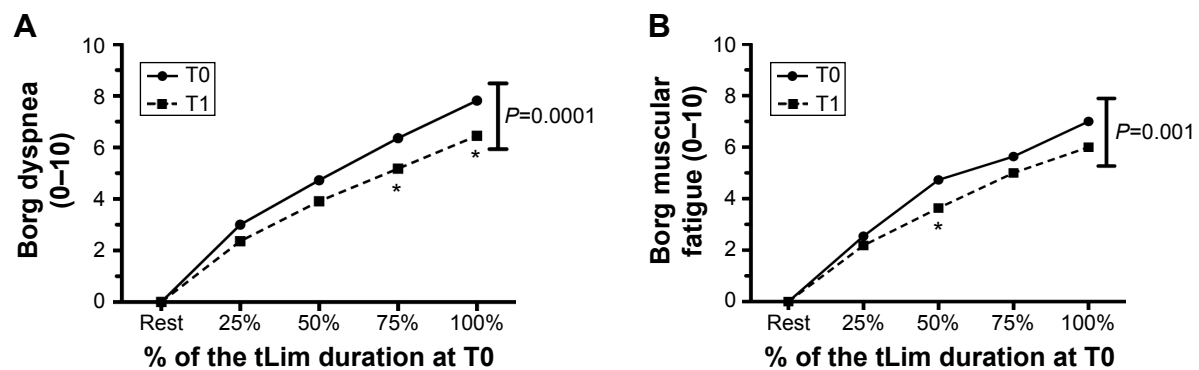 A
Borg dyspnea
(0–10)
10
8
6
4
2
0
T0
T1
P=0.0001
*
*
Rest 25% 50% 75% 100%
% of the tLim duration at T0
B
Borg muscular
fatigue (0–10)
10
8
6
4
2
0
T0
T1
P=0.001
*
Rest 25% 50% 75% 100%
% of the tLim duration at T0